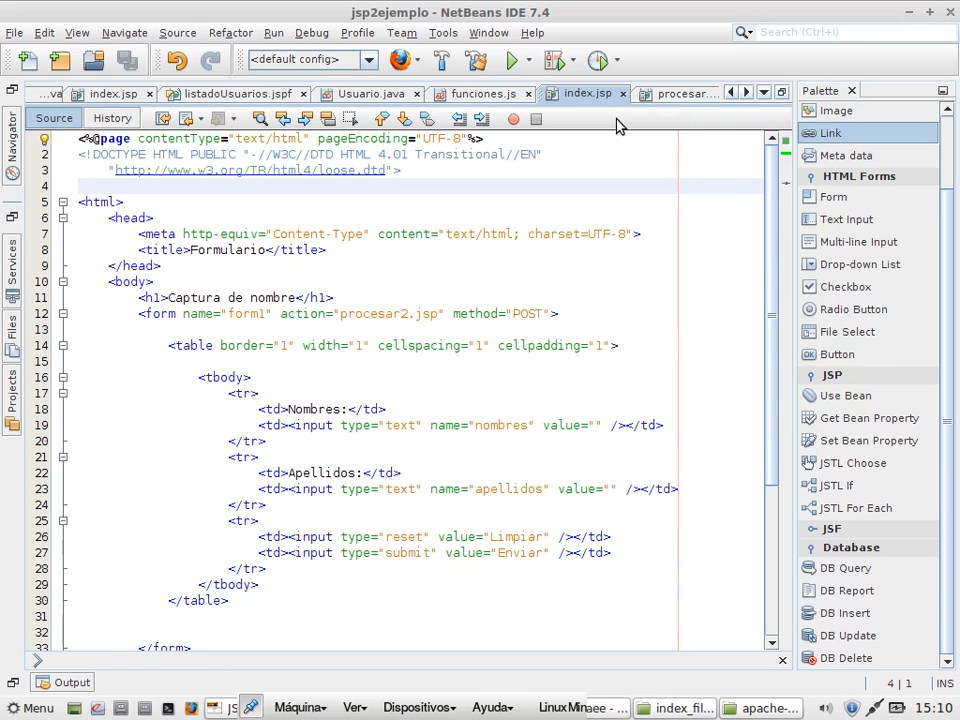 jsp2ejemplo - NetBeans IDE 7.4
File Edit View Navigate Source Refactor Run Debug Profile Team Tools Window Help
Search (Ctrl+I)
<default config>
...va index.jsp listadoUsuarios.jspf Usuario.java funciones.js index.jsp procesar....
Palette
Source History
Navigator
Services
Files
Projects
1 <%@page contentType="text/html" pageEncoding="UTF-8"%>
2 <!DOCTYPE HTML PUBLIC "-//W3C//DTD HTML 4.01 Transitional//EN"
3 "http://www.w3.org/TR/html4/loose.dtd">
4
5 <html>
6 <head>
7 <meta http-equiv="Content-Type" content="text/html; charset=UTF-8">
8 <title>Formulario</title>
9 </head>
10 <body>
11 <h1>Captura de nombre</h1>
12 <form name="form1" action="procesar2.jsp" method="POST">
13
14 <table border="1" width="1" cellspacing="1" cellpadding="1">
15
16 <tbody>
17 <tr>
18 <td>Nombres:</td>
19 <td><input type="text" name="nombres" value="" /></td>
20 </tr>
21 <tr>
22 <td>Apellidos:</td>
23 <td><input type="text" name="apellidos" value="" /></td>
24 </tr>
25 <tr>
26 <td><input type="reset" value="Limpiar" /></td>
27 <td><input type="submit" value="Enviar" /></td>
28 </tr>
29 </tbody>
30 </table>
31
32
33 </form>
Image
Link
Meta data
HTML Forms
Form
Text Input
Multi-line Input
Drop-down List
Checkbox
Radio Button
File Select
Button
JSP
Use Bean
Get Bean Property
Set Bean Property
JSTL Choose
JSTL If
JSTL For Each
JSF
Database
DB Query
DB Report
DB Insert
DB Update
DB Delete
Output
4 | 1 INS
Menu JS Máquina Ver Dispositivos Ayuda Linux Min aee - ... index_fil... apache-... 15:10